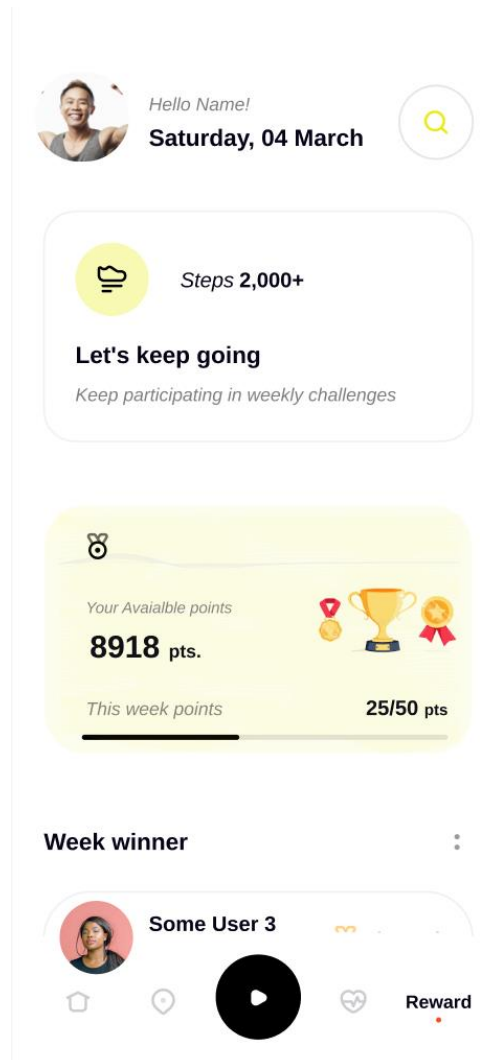 Hello Name!
Saturday, 04 March
Steps 2,000+
Let's keep going
Keep participating in weekly challenges
Your Avaialble points
8918 pts.
This week points
25/50 pts
Week winner
Some User 3
Reward